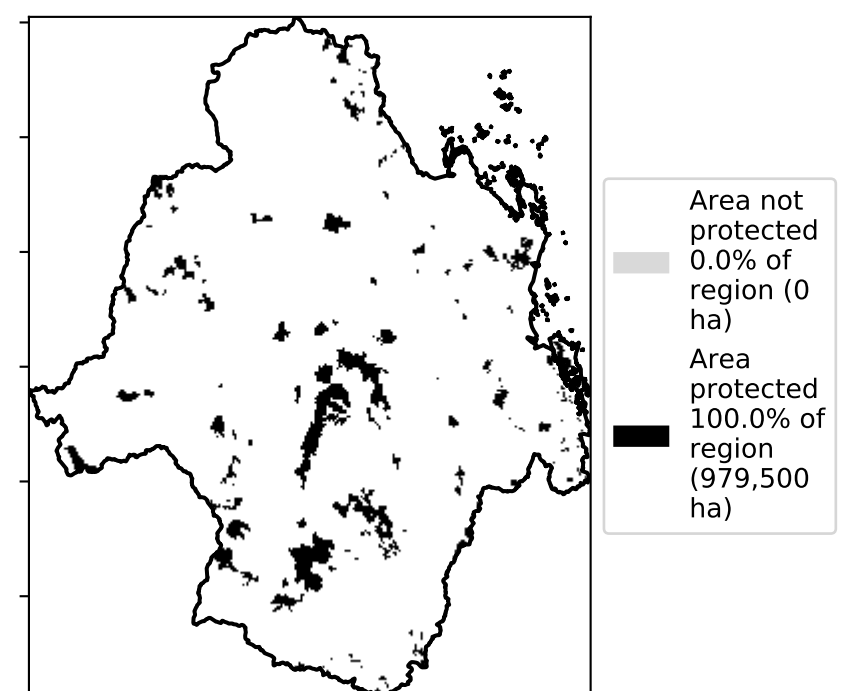 Area not
protected
0.0% of
region (0
ha)
Area
protected
100.0% of
region
(979,500
ha)